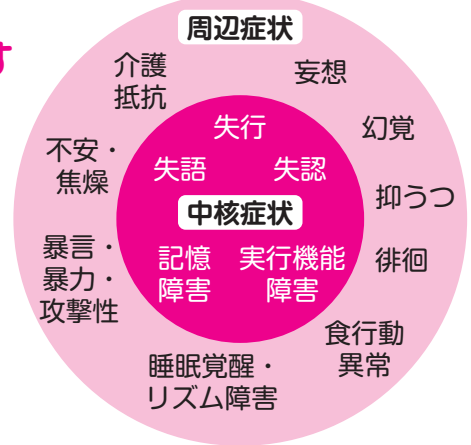 す
周辺症状
介護
抵抗
妄想
幻覚
抑うつ
徘徊
食行動
異常
睡眠覚醒・
リズム障害
暴言・
暴力・
攻撃性
不安・
焦燥
失行
失語
失認
中核症状
記憶
障害
実行機能
障害